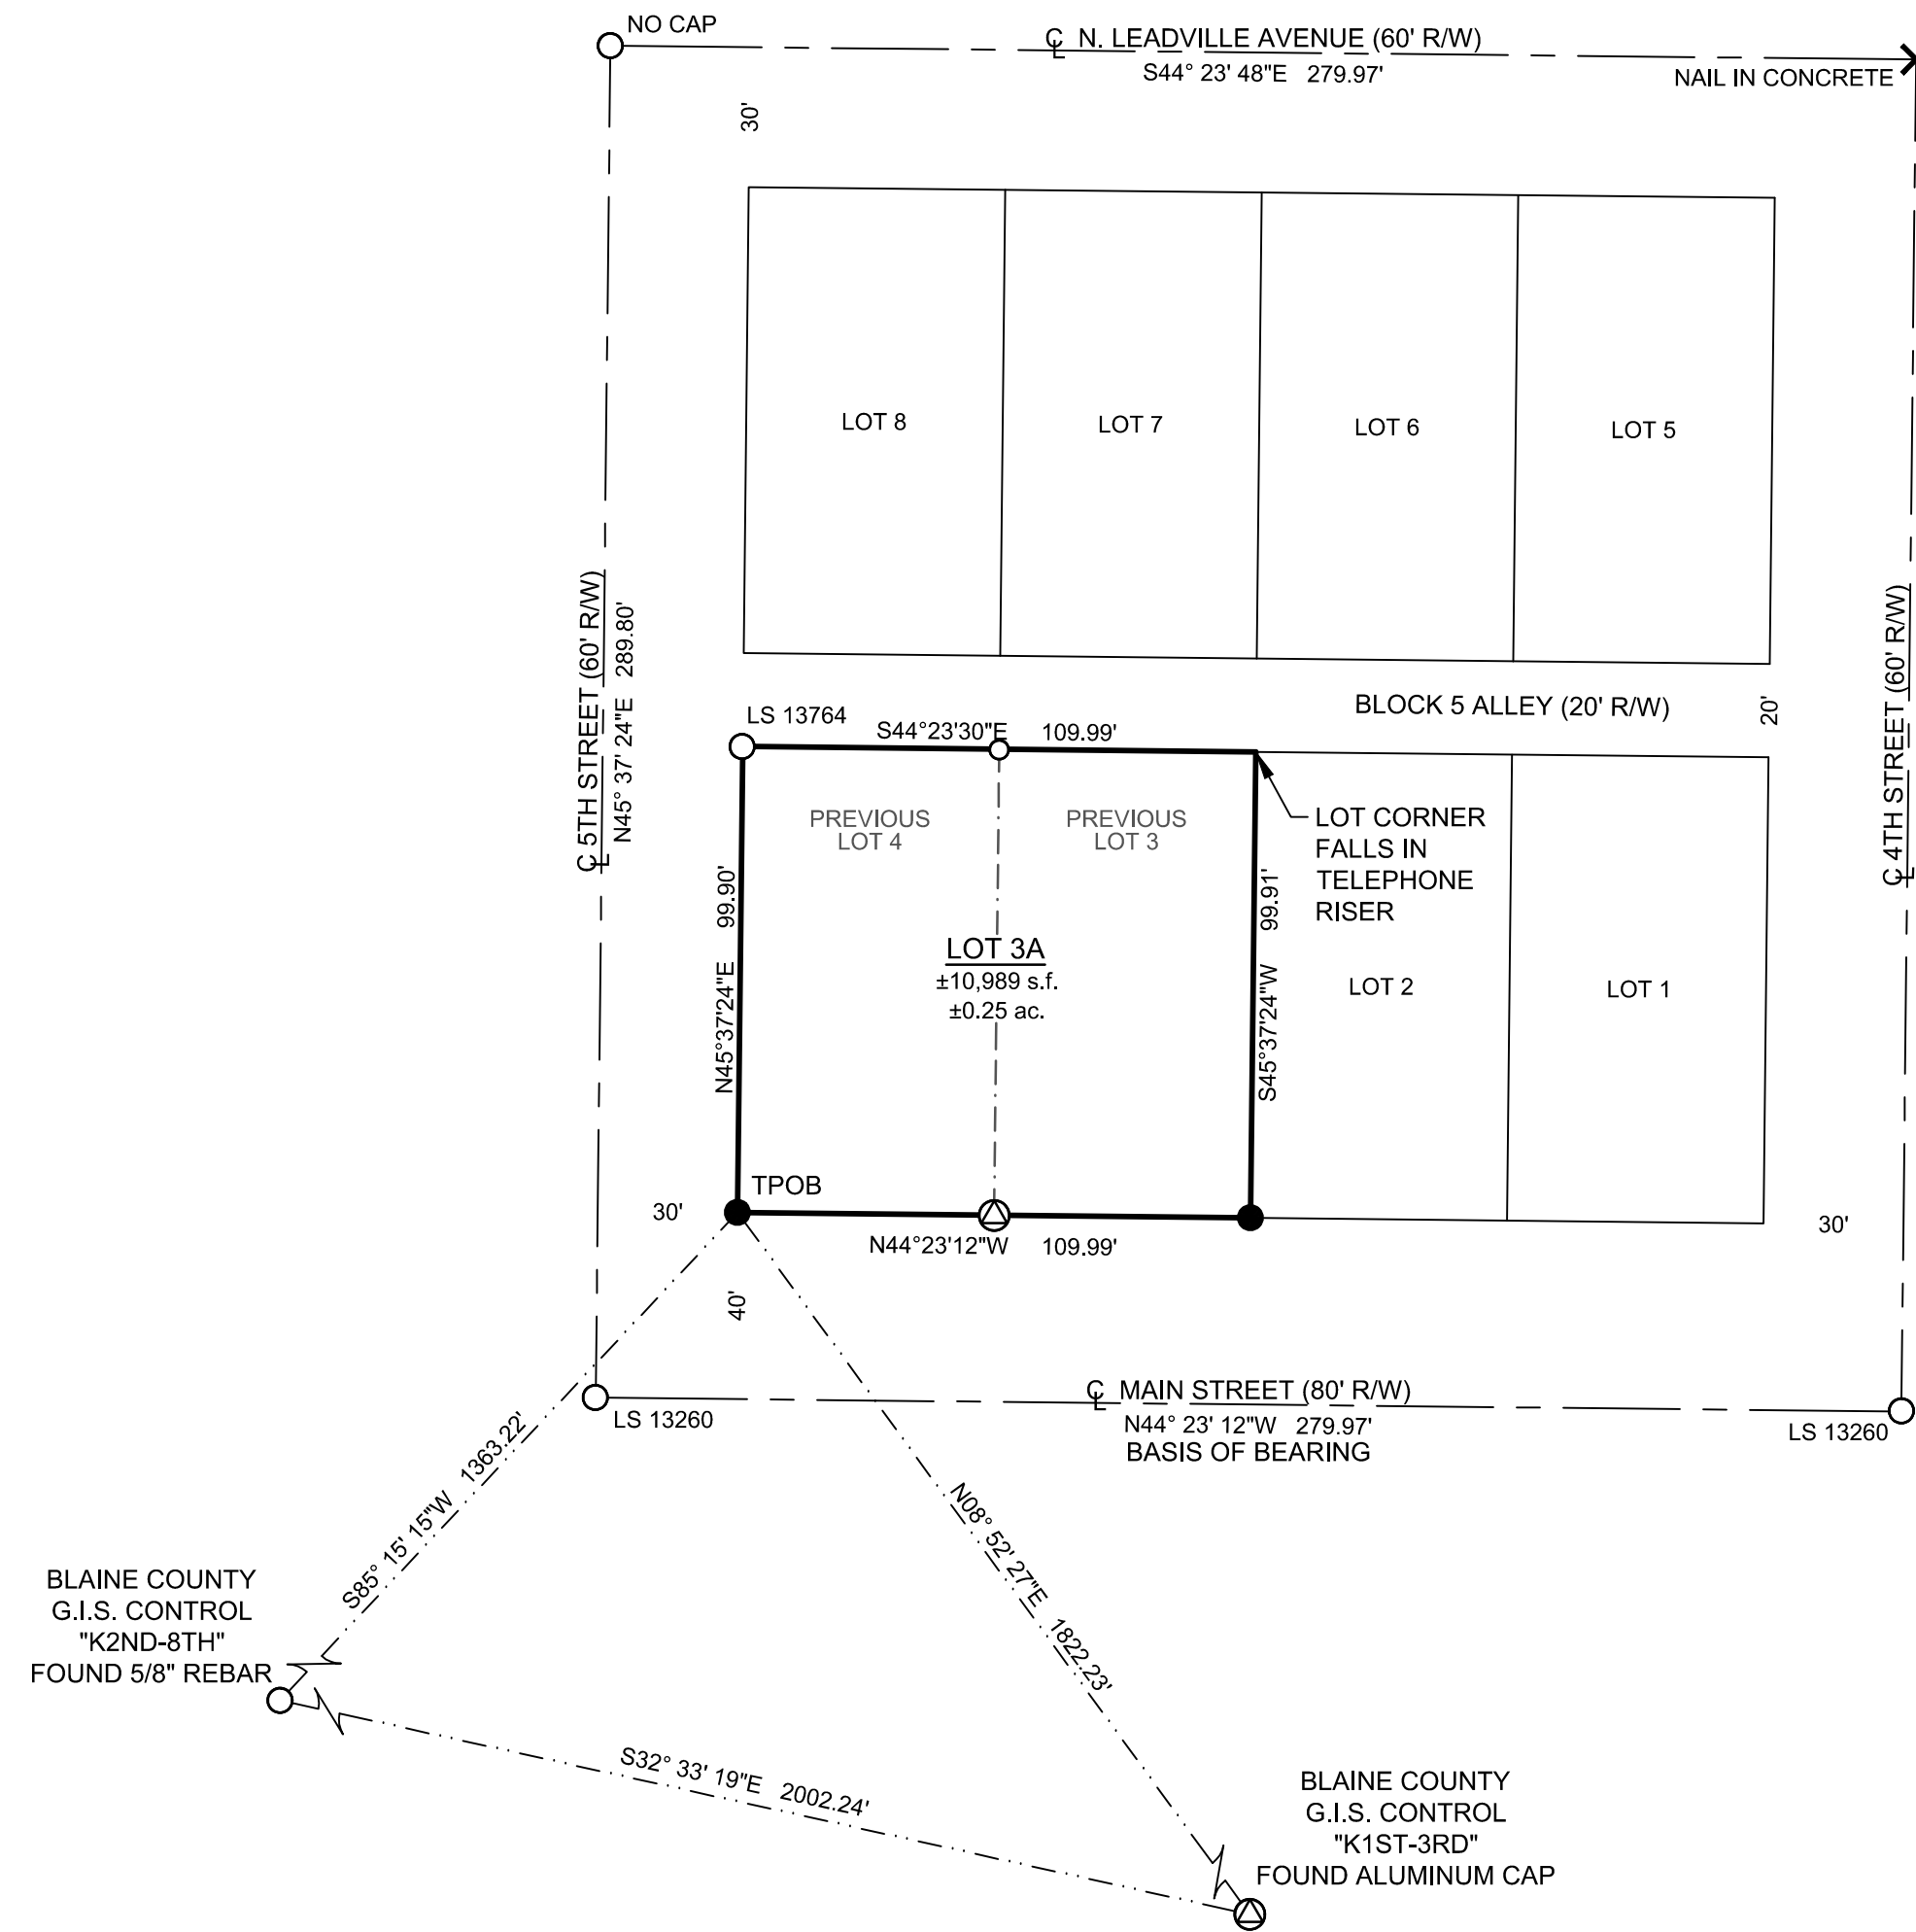 NO CAP
℄ N. LEADVILLE AVENUE (60' R/W)
S44° 23' 48"E 279.97'
NAIL IN CONCRETE
30'
LOT 8
LOT 7
LOT 6
LOT 5
℄ 5TH STREET (60' R/W)
N45° 37' 24"E 289.80'
℄ 4TH STREET (60' R/W)
BLOCK 5 ALLEY (20' R/W)
20'
LS 13764
S44°23'30"E 109.99'
PREVIOUS
LOT 4
PREVIOUS
LOT 3
LOT CORNER
FALLS IN
TELEPHONE
RISER
N45°37'24"E 99.90'
S45°37'24"W 99.91'
LOT 3A
±10,989 s.f.
±0.25 ac.
LOT 2
LOT 1
TPOB
30'
30'
N44°23'12"W 109.99'
40'
℄ MAIN STREET (80' R/W)
N44° 23' 12"W 279.97'
BASIS OF BEARING
LS 13260
LS 13260
S85° 15' 15"W 1363.22'
N08° 52' 27"E 1822.23'
BLAINE COUNTY
G.I.S. CONTROL
"K2ND-8TH"
FOUND 5/8" REBAR
S32° 33' 19"E 2002.24'
BLAINE COUNTY
G.I.S. CONTROL
"K1ST-3RD"
FOUND ALUMINUM CAP